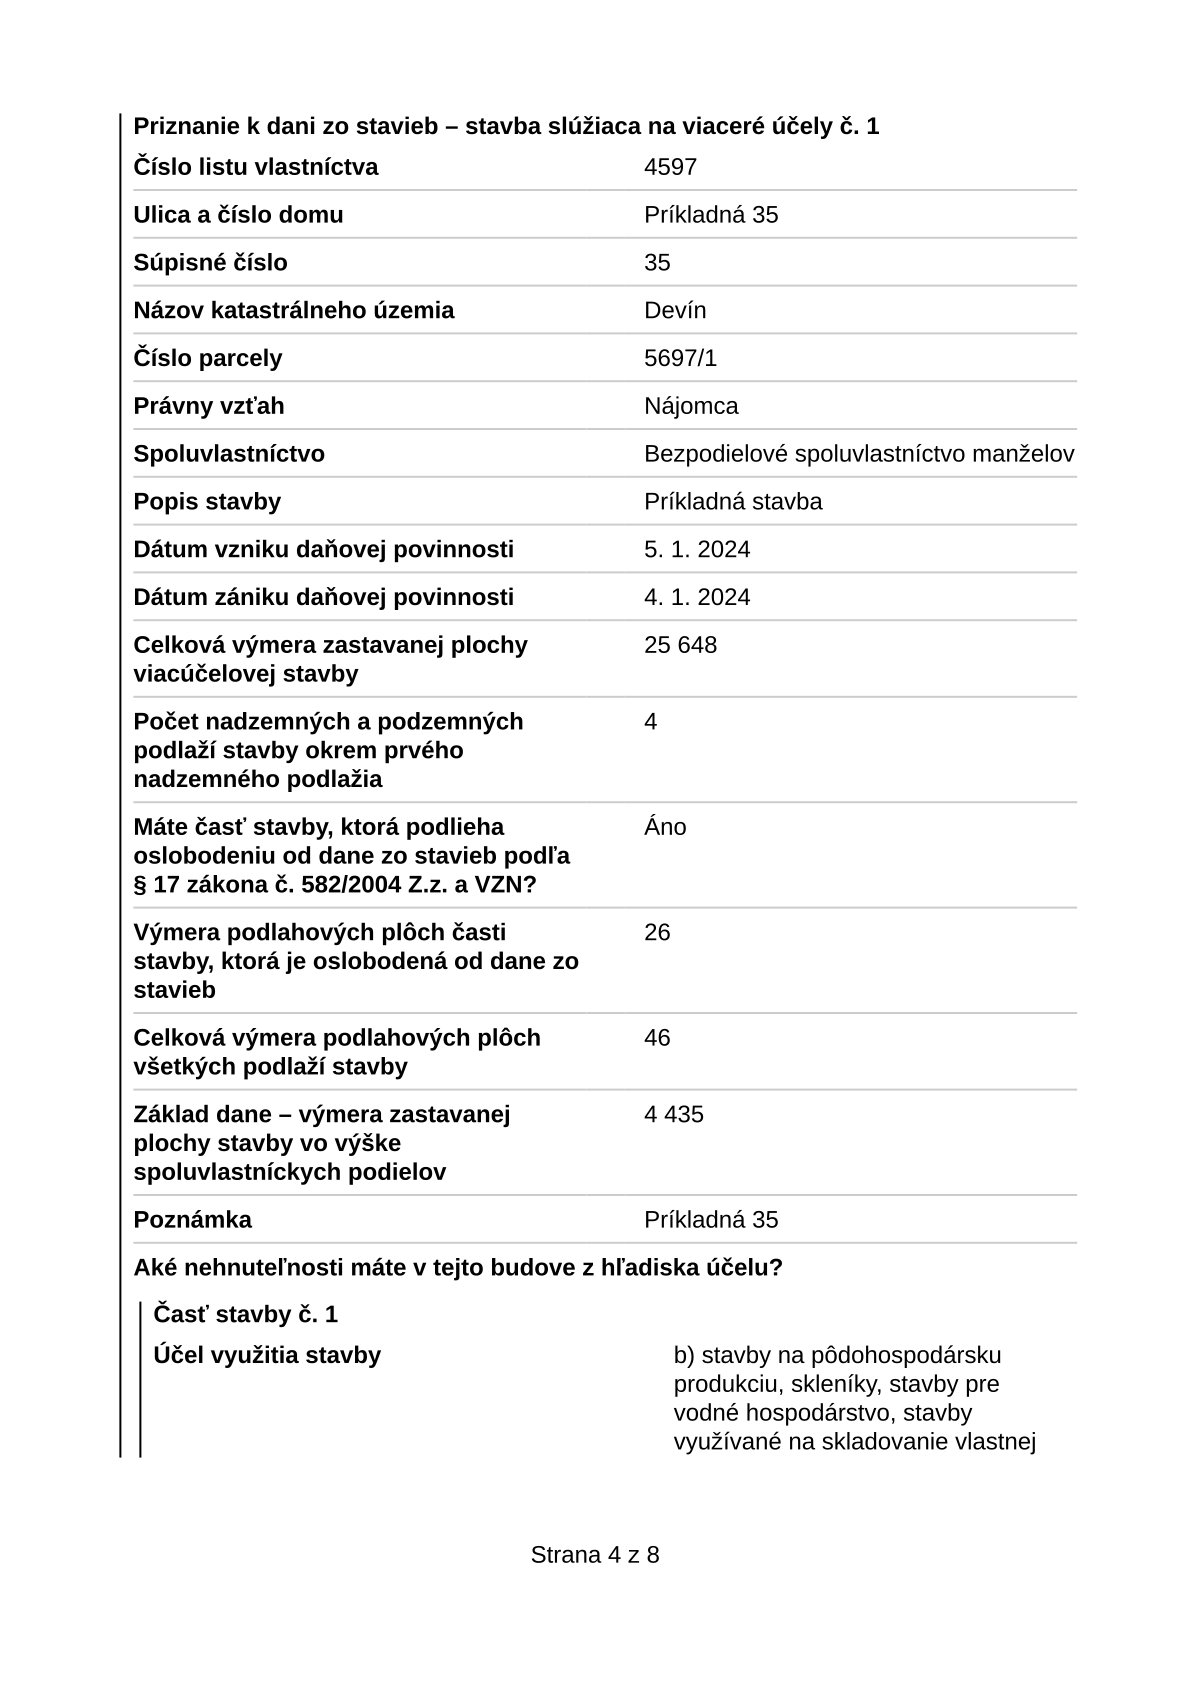 Priznanie k dani zo stavieb – stavba slúžiaca na viaceré účely č. 1
Číslo listu vlastníctva 4597
Ulica a číslo domu Príkladná 35
Súpisné číslo 35
Názov katastrálneho územia Devín
Číslo parcely 5697/1
Právny vzťah Nájomca
Spoluvlastníctvo Bezpodielové spoluvlastníctvo manželov
Popis stavby Príkladná stavba
Dátum vzniku daňovej povinnosti 5. 1. 2024
Dátum zániku daňovej povinnosti 4. 1. 2024
Celková výmera zastavanej plochy 25 648
viacúčelovej stavby
Počet nadzemných a podzemných 4
podlaží stavby okrem prvého
nadzemného podlažia
Máte časť stavby, ktorá podlieha Áno
oslobodeniu od dane zo stavieb podľa
§ 17 zákona č. 582/2004 Z.z. a VZN?
Výmera podlahových plôch časti 26
stavby, ktorá je oslobodená od dane zo
stavieb
Celková výmera podlahových plôch 46
všetkých podlaží stavby
Základ dane – výmera zastavanej 4 435
plochy stavby vo výške
spoluvlastníckych podielov
Poznámka Príkladná 35
Aké nehnuteľnosti máte v tejto budove z hľadiska účelu?
Časť stavby č. 1
Účel využitia stavby b) stavby na pôdohospodársku
produkciu, skleníky, stavby pre
vodné hospodárstvo, stavby
využívané na skladovanie vlastnej
Strana 4 z 8